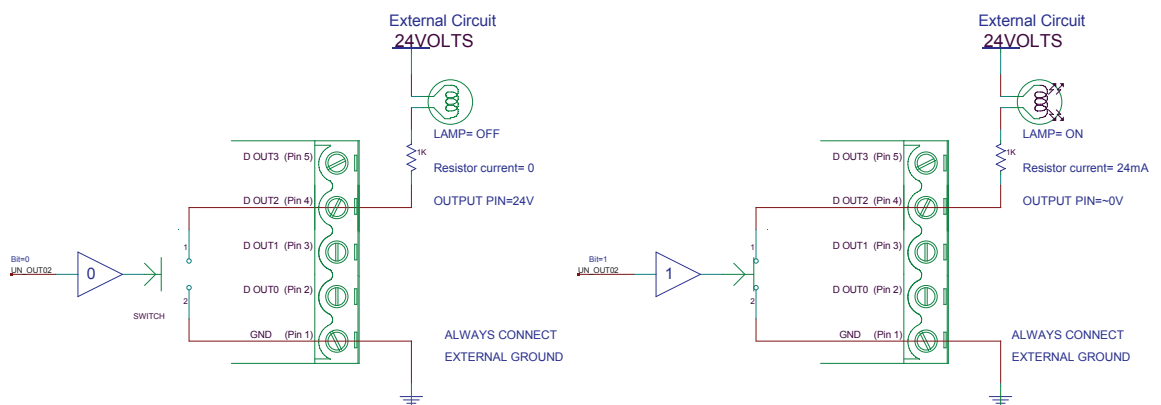 External Circuit
24VOLTS
LAMP= OFF
1K
D OUT3 (Pin 5)
Resistor current= 0
D OUT2 (Pin 4)
OUTPUT PIN=24V
D OUT1 (Pin 3)
1
Bit=0
UN_OUT02
0
D OUT0 (Pin 2)
2
SWITCH
GND (Pin 1)
ALWAYS CONNECT
EXTERNAL GROUND
External Circuit
24VOLTS
LAMP= ON
1K
D OUT3 (Pin 5)
Resistor current= 24mA
D OUT2 (Pin 4)
OUTPUT PIN=~0V
D OUT1 (Pin 3)
1
Bit=1
UN_OUT02
1
D OUT0 (Pin 2)
2
GND (Pin 1)
ALWAYS CONNECT
EXTERNAL GROUND